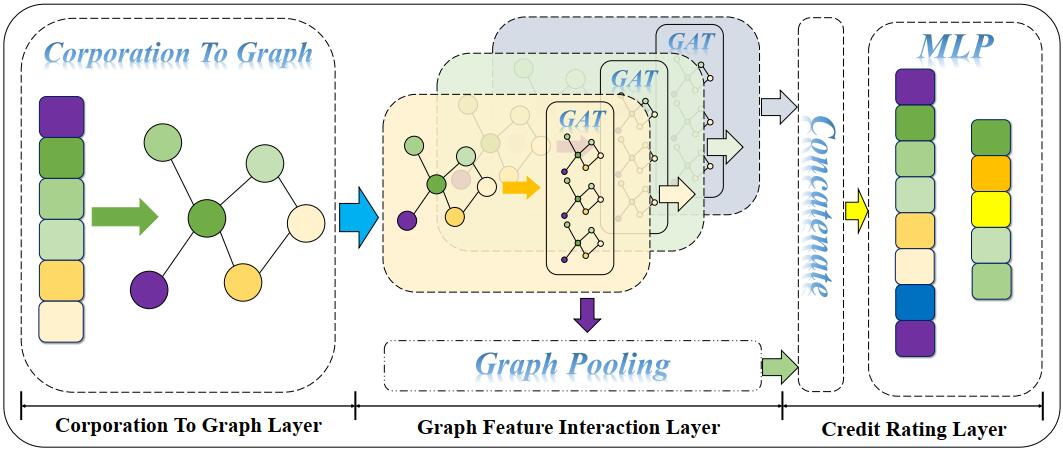 Corporation To Graph
GAT
GAT
GAT
Graph Pooling
Concatenate
MLP
Corporation To Graph Layer
Graph Feature Interaction Layer
Credit Rating Layer